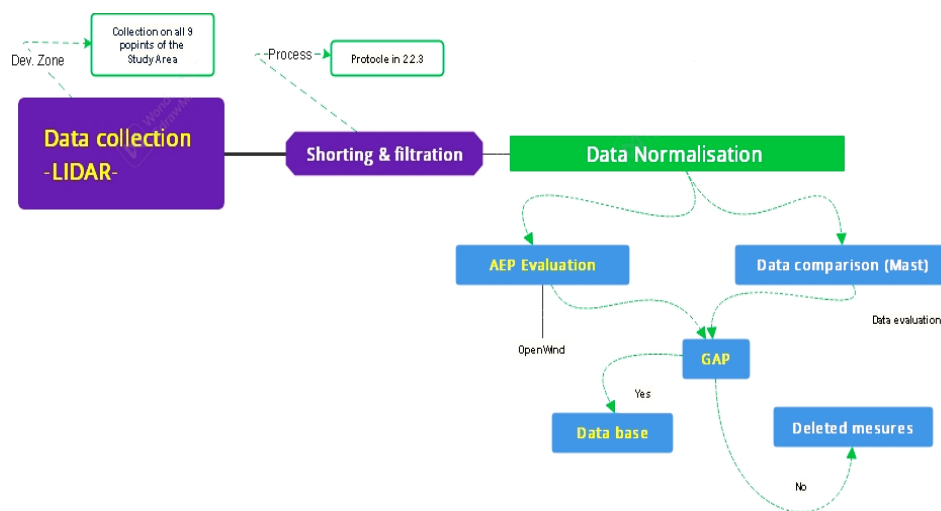 Collection on all 9
popints of the
Study Area
Dev. Zone
Process
Protocle in 2.2.3
Data collection
-LIDAR-
Shorting & filtration
Data Normalisation
AEP Evaluation
Data comparison (Mast)
Data evaluation
OpenWind
GAP
Yes
Data base
Deleted mesures
No